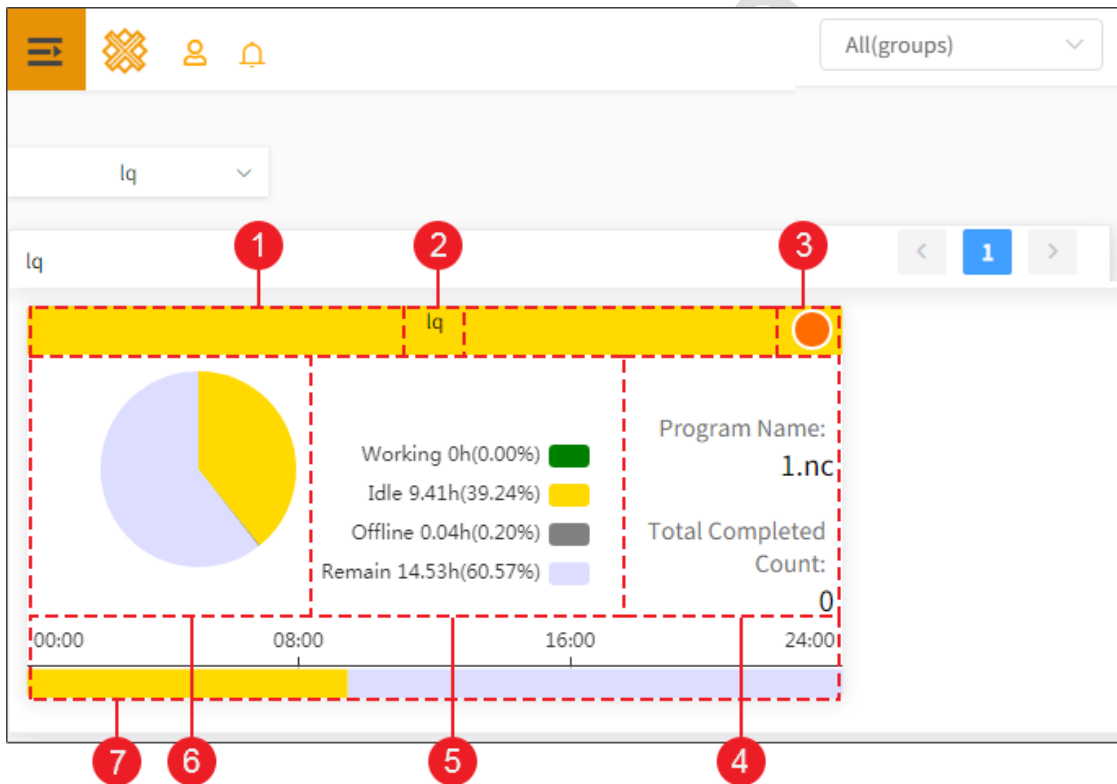 All(groups)
lq
lq
1
1
2
3
lq
Working 0h(0.00%)
Idle 9.41h(39.24%)
Offline 0.04h(0.20%)
Remain 14.53h(60.57%)
Program Name:
1.nc
Total Completed
Count:
0
00:00 08:00 16:00 24:00
7 6 5 4